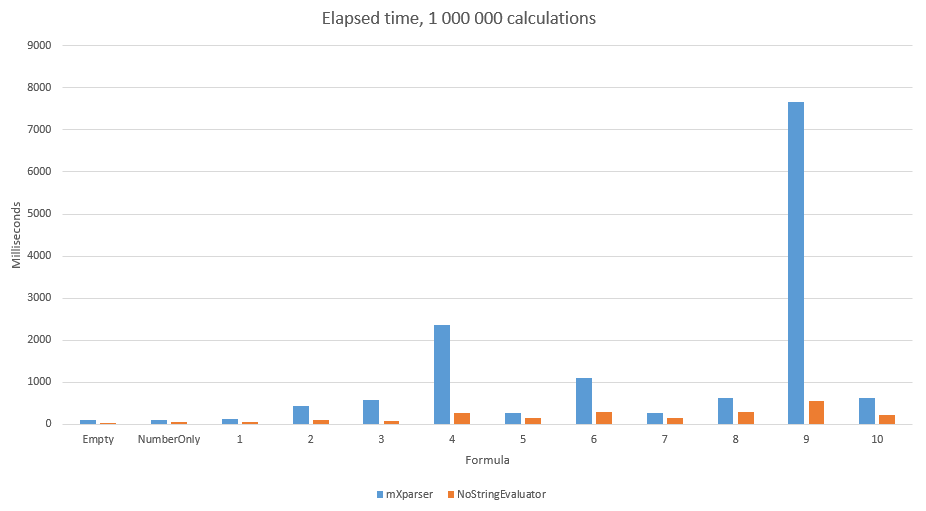 Elapsed time, 1 000 000 calculations
9000
8000
7000
6000
5000
4000
3000
2000
1000
0
Milliseconds
Empty NumberOnly 1 2 3 4 5 6 7 8 9 10
Formula
mXparser NoStringEvaluator